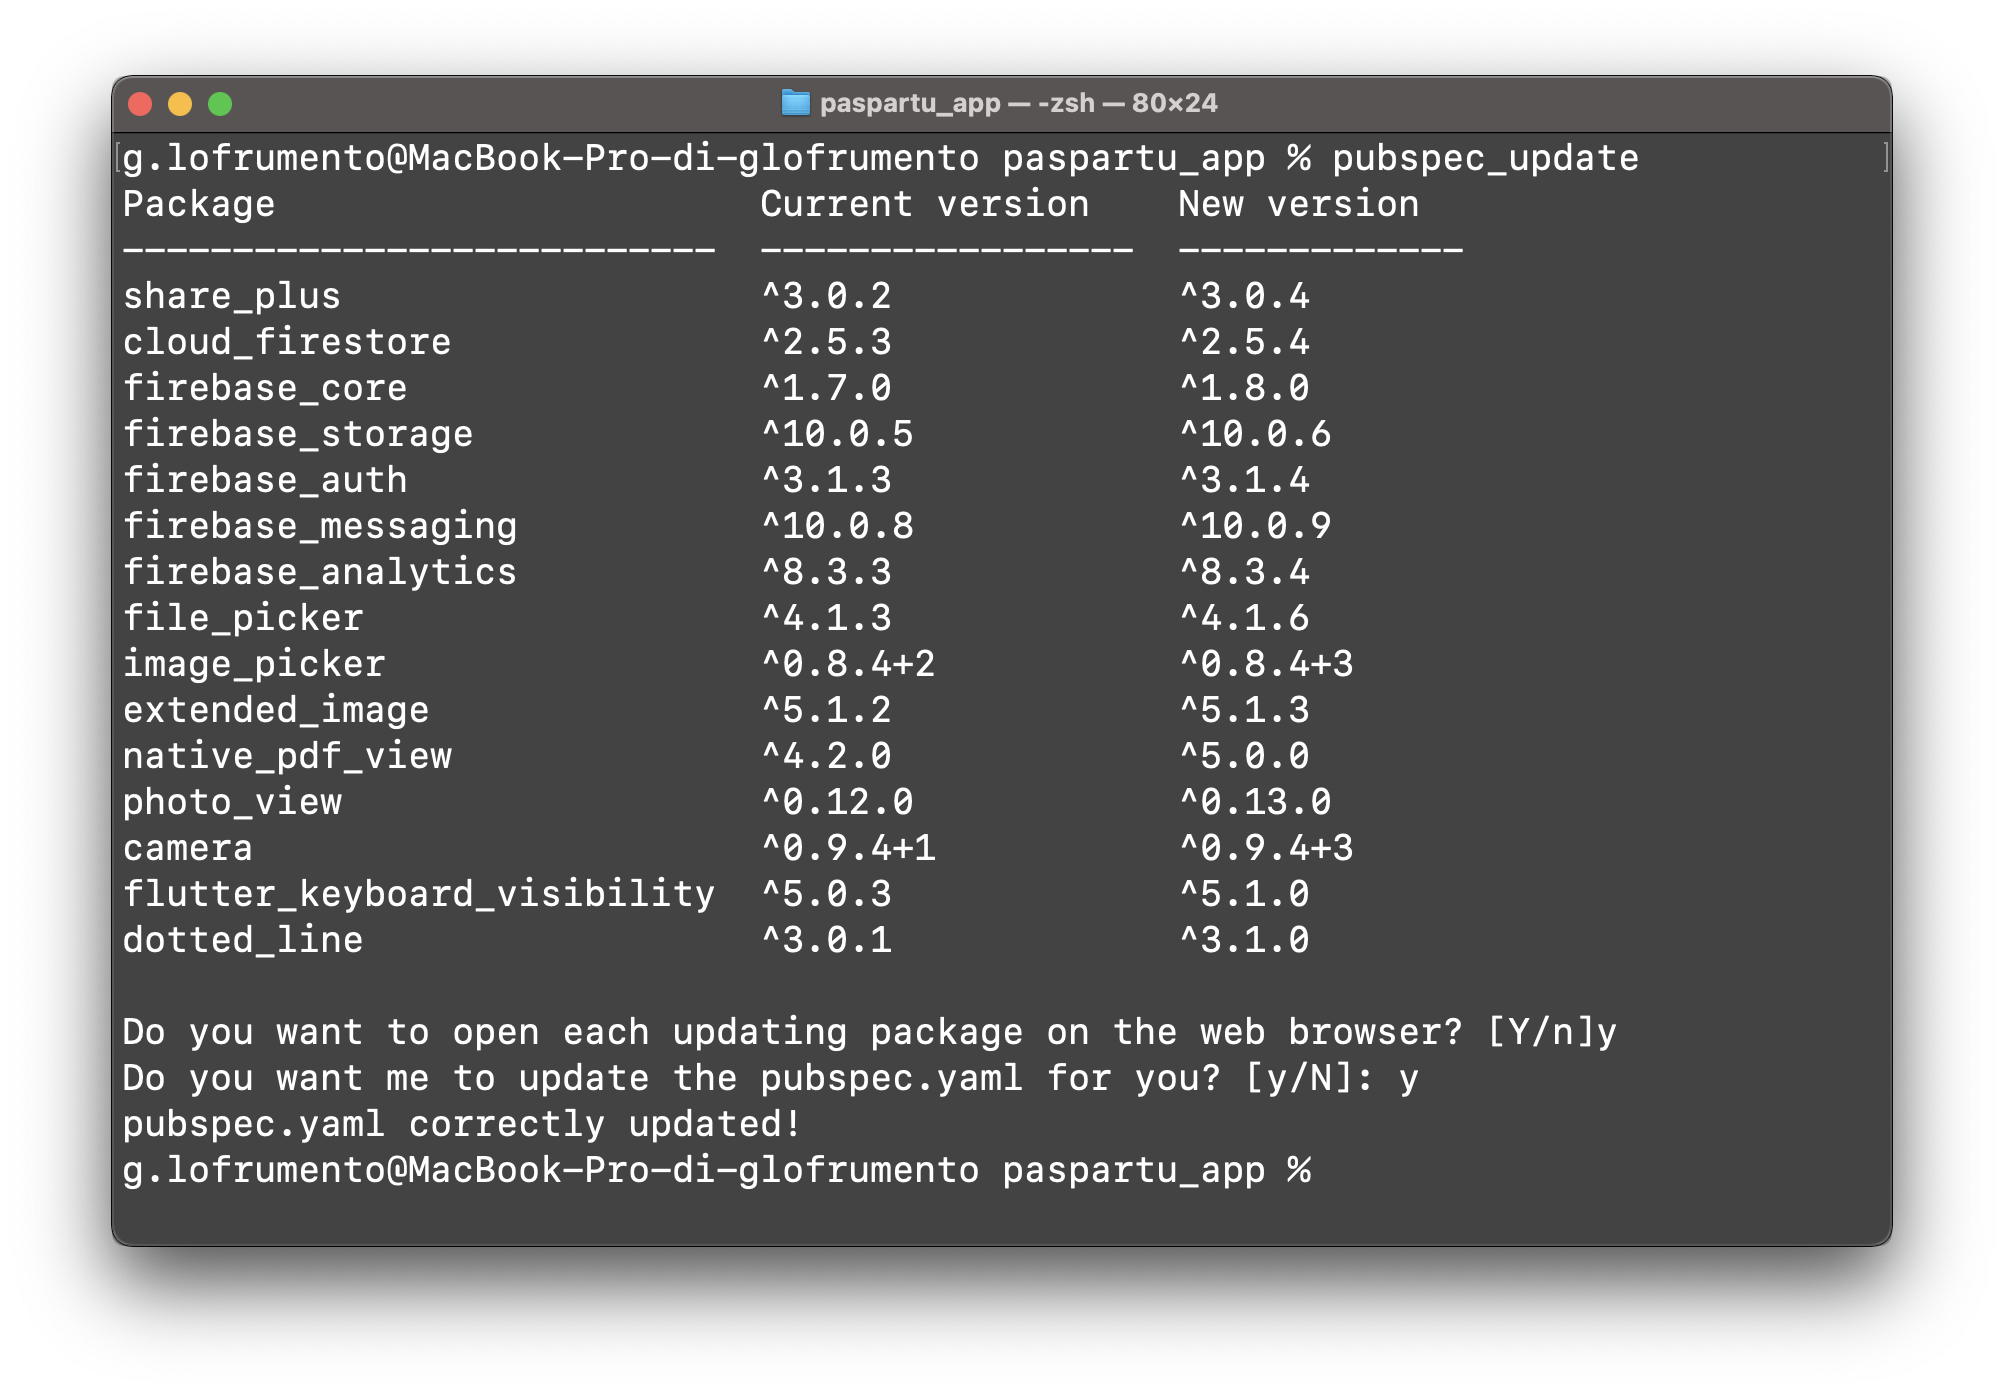 paspartu_app — -zsh — 80×24
g.lofrumento@MacBook-Pro-di-glofrumento paspartu_app % pubspec_update
Package                      Current version    New version
---------------------------  -----------------  -------------
share_plus                   ^3.0.2             ^3.0.4
cloud_firestore              ^2.5.3             ^2.5.4
firebase_core                ^1.7.0             ^1.8.0
firebase_storage             ^10.0.5            ^10.0.6
firebase_auth                ^3.1.3             ^3.1.4
firebase_messaging           ^10.0.8            ^10.0.9
firebase_analytics           ^8.3.3             ^8.3.4
file_picker                  ^4.1.3             ^4.1.6
image_picker                 ^0.8.4+2           ^0.8.4+3
extended_image               ^5.1.2             ^5.1.3
native_pdf_view              ^4.2.0             ^5.0.0
photo_view                   ^0.12.0            ^0.13.0
camera                       ^0.9.4+1           ^0.9.4+3
flutter_keyboard_visibility  ^5.0.3             ^5.1.0
dotted_line                  ^3.0.1             ^3.1.0
Do you want to open each updating package on the web browser? [Y/n]y
Do you want me to update the pubspec.yaml for you? [y/N]: y
pubspec.yaml correctly updated!
g.lofrumento@MacBook-Pro-di-glofrumento paspartu_app %